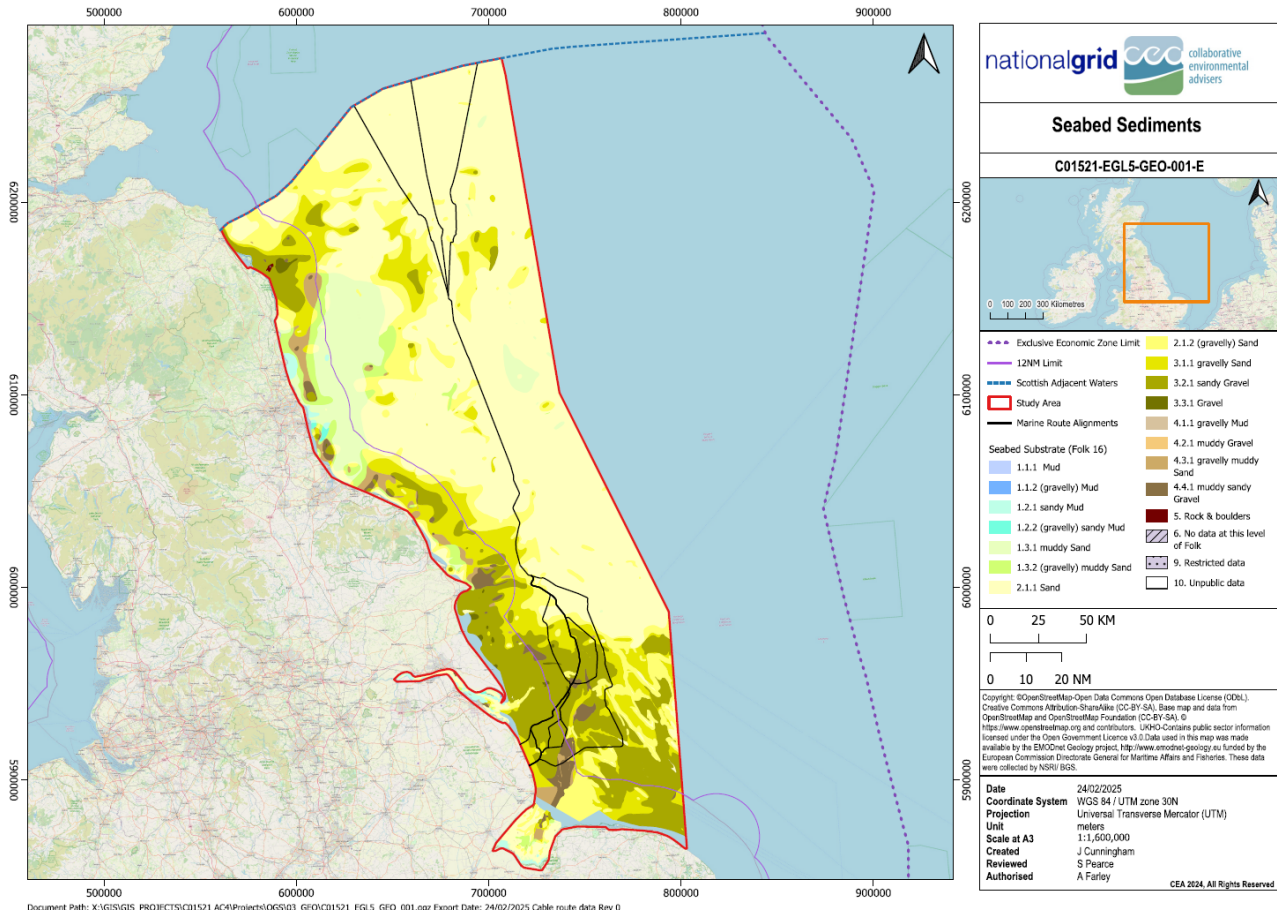 500000 600000 700000 800000 900000
nationalgrid
cea
collaborative
environmental
advisers
Seabed Sediments
C01521-EGL5-GEO-001-E
0 100 200 300 Kilometres
6200000
6100000
6000000
5900000
6200000
6100000
6000000
5900000
Exclusive Economic Zone Limit
12NM Limit
Scottish Adjacent Waters
Study Area
Marine Route Alignments
Seabed Substrate (Folk 16)
1.1.1 Mud
1.1.2 (gravelly) Mud
1.2.1 sandy Mud
1.2.2 (gravelly) sandy Mud
1.3.1 muddy Sand
1.3.2 (gravelly) muddy Sand
2.1.1 Sand
2.1.2 (gravelly) Sand
3.1.1 gravelly Sand
3.2.1 sandy Gravel
3.3.1 Gravel
4.1.1 gravelly Mud
4.2.1 muddy Gravel
4.3.1 gravelly muddy
Sand
4.4.1 muddy sandy
Gravel
5. Rock & boulders
6. No data at this level
of Folk
9. Restricted data
10. Unpublic data
0 25 50 KM
0 10 20 NM
Copyright: ©OpenStreetMap-Open Data Commons Open Database License (ODbL).
Creative Commons Attribution-ShareAlike (CC-BY-SA). Base map and data from
OpenStreetMap and OpenStreetMap Foundation (CC-BY-SA). ©
https://www.openstreetmap.org and contributors. UKHO-Contains public sector information
licensed under the Open Government Licence v3.0.Data used in this map was made
available by the EMODnet Geology project, http://www.emodnet-geology.eu funded by the
European Commission Directorate General for Maritime Affairs and Fisheries. These data
were collected by NSRI/ BGS.
Date 24/02/2025
Coordinate System WGS 84 / UTM zone 30N
Projection Universal Transverse Mercator (UTM)
Unit meters
Scale at A3 1:1,600,000
Created J Cunningham
Reviewed S Pearce
Authorised A Farley
CEA 2024, All Rights Reserved
500000 600000 700000 800000 900000
Document Path: X:\GIS\GIS_PROJECTS\C01521_AC4\Projects\OGS\03_GEO\C01521_EGL5_GEO_001.qgz Export Date: 24/02/2025 Cable route data Rev 0